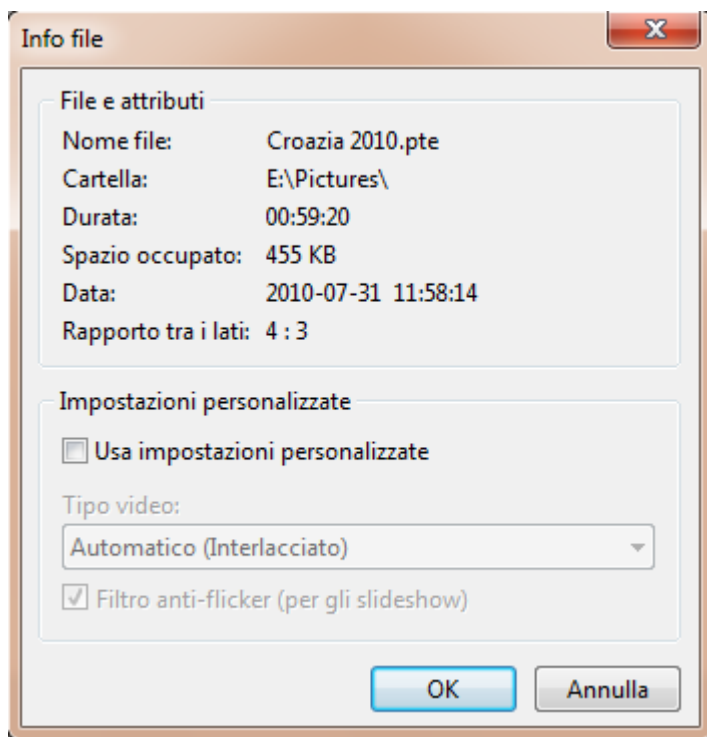 Info file
File e attributi
Nome file: Croazia 2010.pte
Cartella: E:\Pictures\
Durata: 00:59:20
Spazio occupato: 455 KB
Data: 2010-07-31 11:58:14
Rapporto tra i lati: 4 : 3
Impostazioni personalizzate
Usa impostazioni personalizzate
Tipo video:
Automatico (Interlacciato)
Filtro anti-flicker (per gli slideshow)
OK Annulla